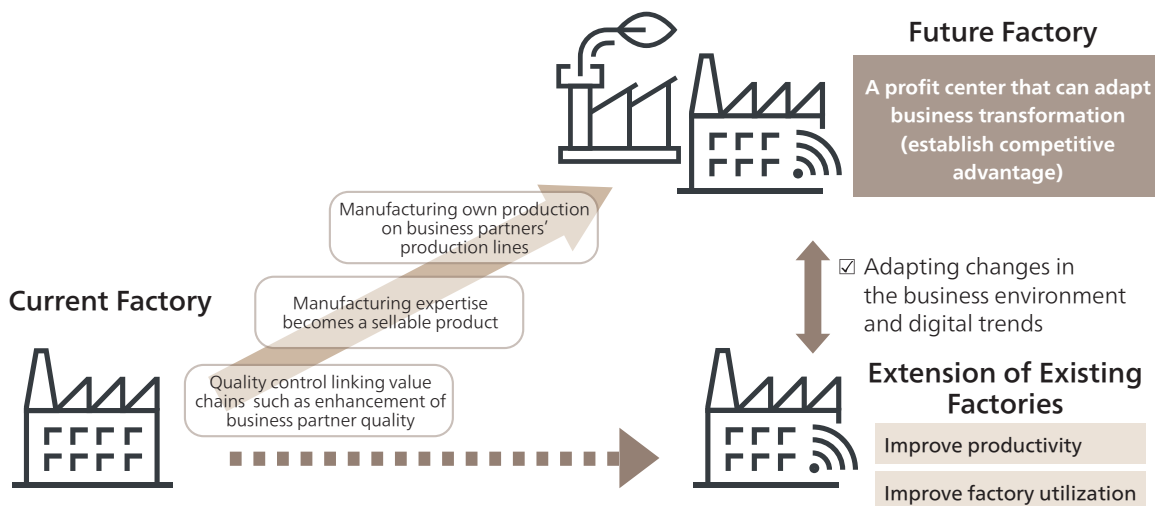 Future Factory
A profit center that can adapt
business transformation
(establish competitive
advantage)
Manufacturing own production
on business partners’
production lines
☑ Adapting changes in
the business environment
and digital trends
Current Factory
Manufacturing expertise
becomes a sellable product
Quality control linking value
chains such as enhancement of
business partner quality
Extension of Existing
Factories
Improve productivity
Improve factory utilization